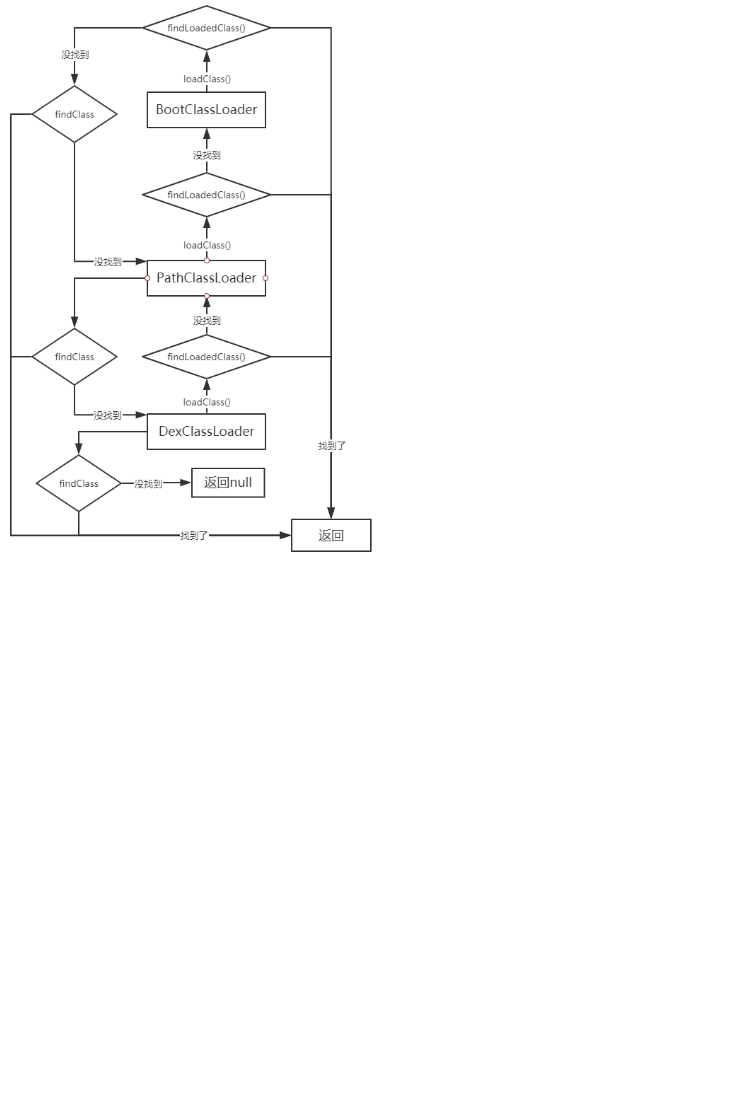 findLoadedClass()
没找到
loadClass()
findClass
BootClassLoader
没找到
findLoadedClass()
loadClass()
没找到
PathClassLoader
没找到
findClass
findLoadedClass()
loadClass()
没找到
DexClassLoader
找到了
findClass
没找到
返回null
找到了
返回